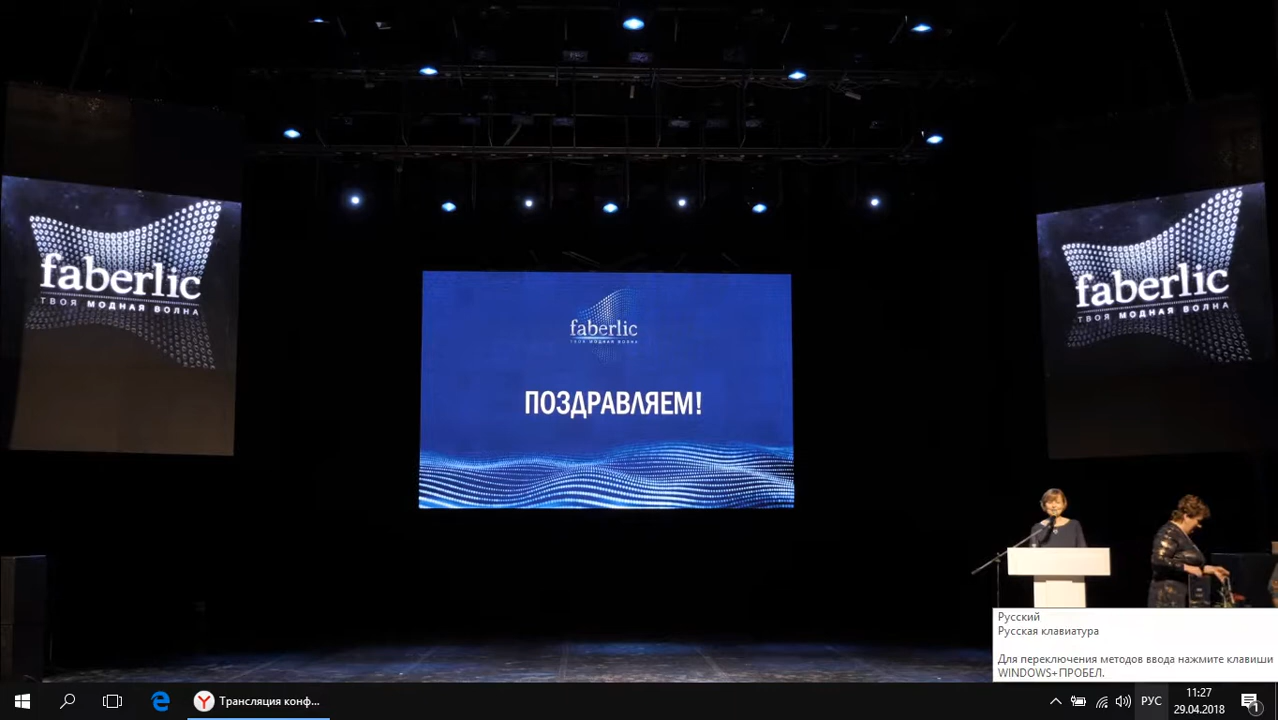 faberlic
ТВОЯ МОДНАЯ ВОЛНА
faberlic
ТВОЯ МОДНАЯ ВОЛНА
ПОЗДРАВЛЯЕМ!
faberlic
ТВОЯ МОДНАЯ ВОЛНА
Русский
Русская клавиатура
Для переключения методов ввода нажмите клавиши
WINDOWS+ПРОБЕЛ.
Трансляция конф...
РУС
11:27
29.04.2018
1